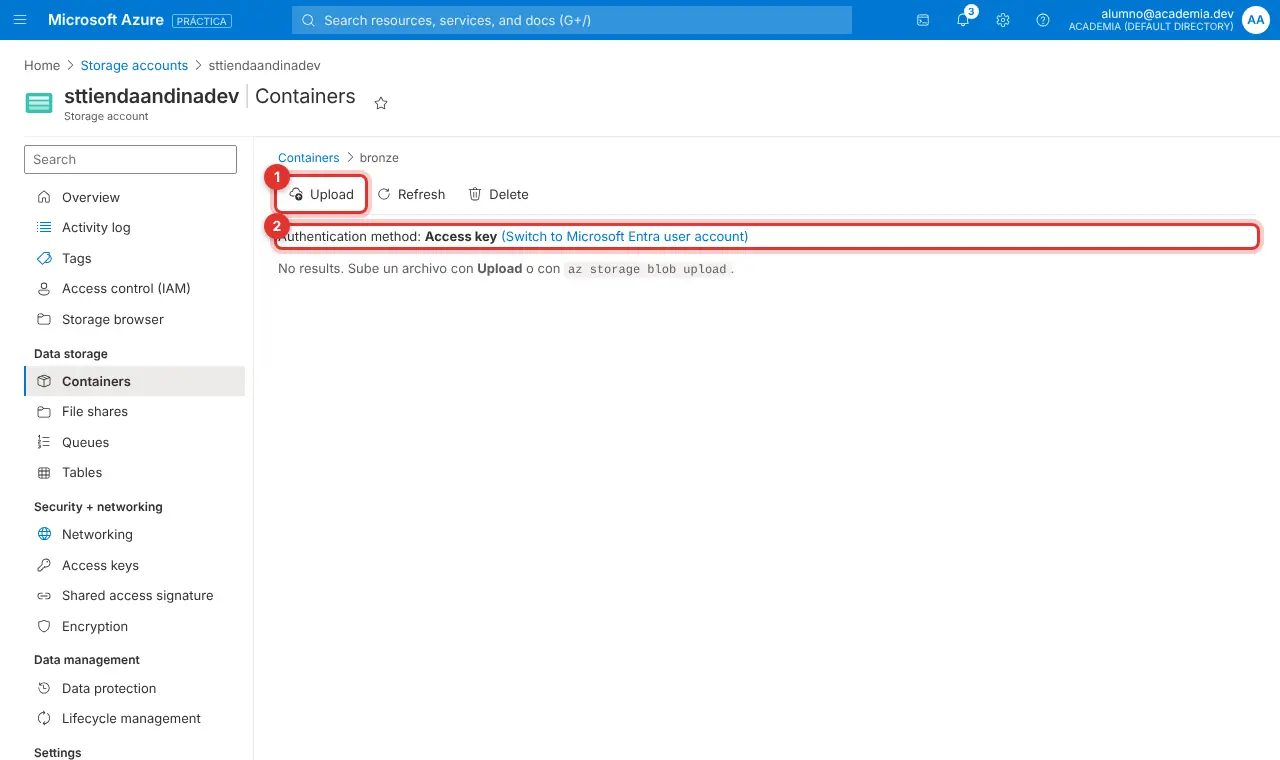 Microsoft Azure PRÁCTICA
Search resources, services, and docs (G+/)
3
alumno@academia.dev
ACADEMIA (DEFAULT DIRECTORY)
AA
Home > Storage accounts > sttiendaandinadev
sttiendaandinadev | Containers
Storage account
Search
Overview
Activity log
Tags
Access control (IAM)
Storage browser
Data storage
Containers
File shares
Queues
Tables
Security + networking
Networking
Access keys
Shared access signature
Encryption
Data management
Data protection
Lifecycle management
Settings
Containers > bronze
1
Upload Refresh Delete
2
Authentication method: Access key (Switch to Microsoft Entra user account)
No results. Sube un archivo con Upload o con az storage blob upload.